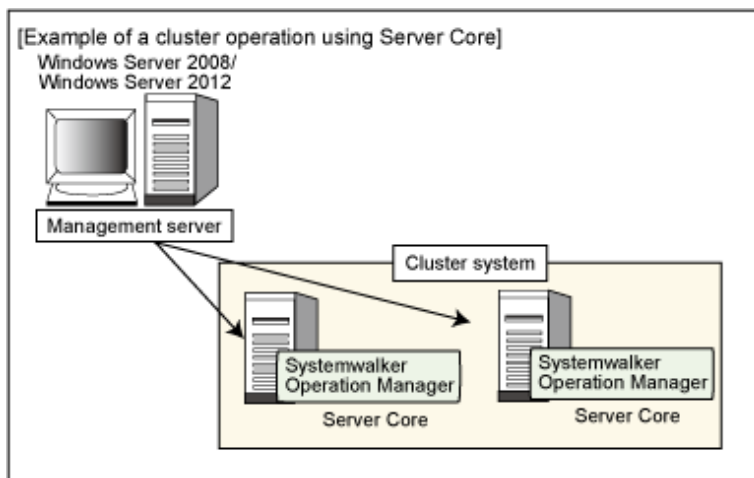 [Example of a cluster operation using Server Core]
Windows Server 2008/
Windows Server 2012
Management server
Cluster system
Systemwalker
Operation Manager
Server Core
Systemwalker
Operation Manager
Server Core